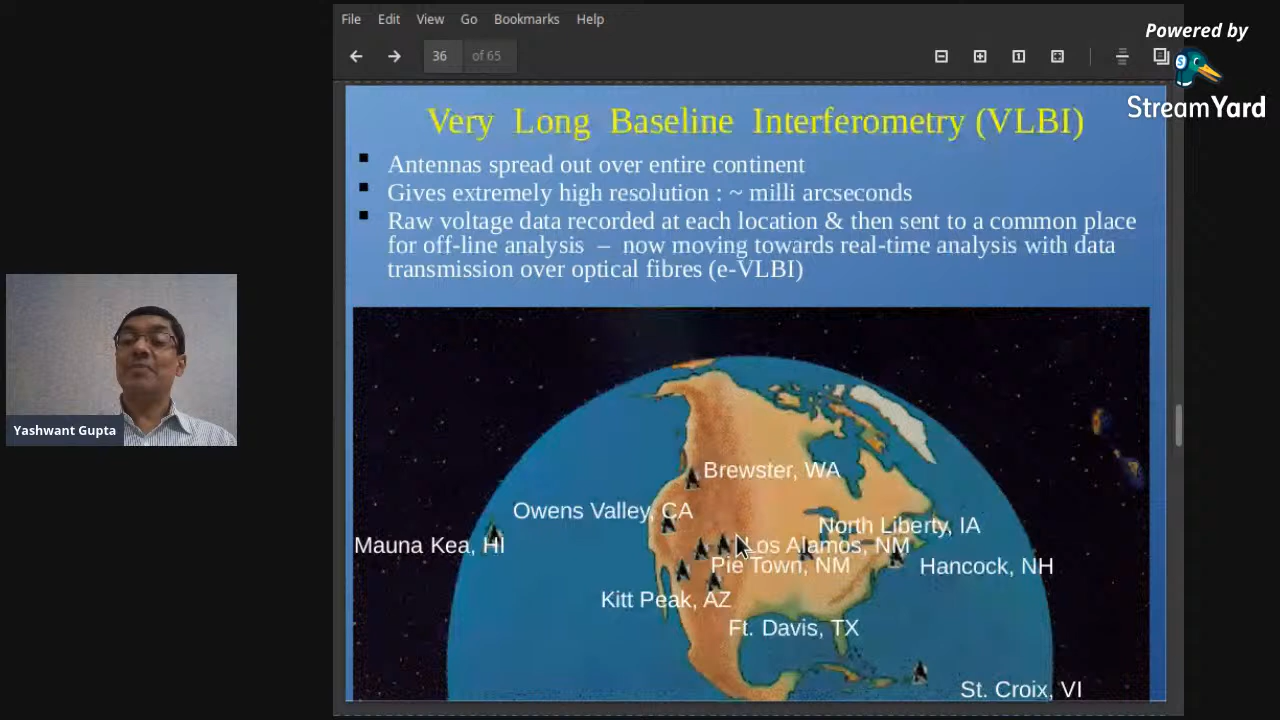 File Edit View Go Bookmarks Help
36 of 65
Powered by
StreamYard
Very Long Baseline Interferometry (VLBI)
Antennas spread out over entire continent
Gives extremely high resolution : ~ milli arcseconds
Raw voltage data recorded at each location & then sent to a common place
for off-line analysis – now moving towards real-time analysis with data
transmission over optical fibres (e-VLBI)
Yashwant Gupta
Brewster, WA
Owens Valley, CA
North Liberty, IA
Mauna Kea, HI
Los Alamos, NM
Pie Town, NM
Hancock, NH
Kitt Peak, AZ
Ft. Davis, TX
St. Croix, VI